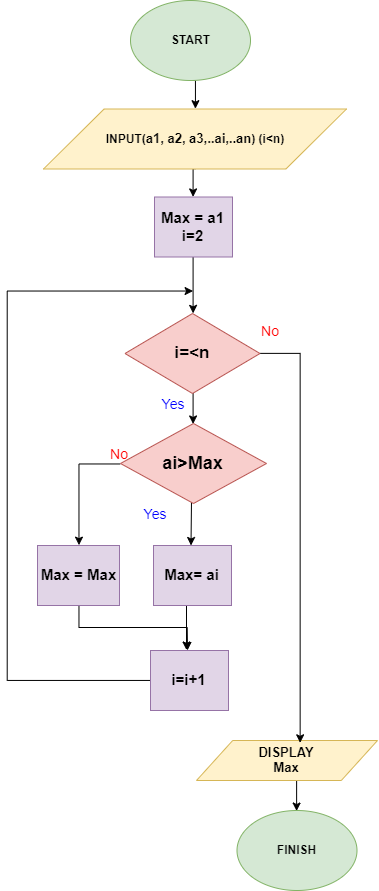 START
INPUT(a1, a2, a3,..ai,..an) (i<n)
Max = a1
i=2
i=<n
No
Yes
ai>Max
No
Yes
Max = Max
Max= ai
i=i+1
DISPLAY
Max
FINISH